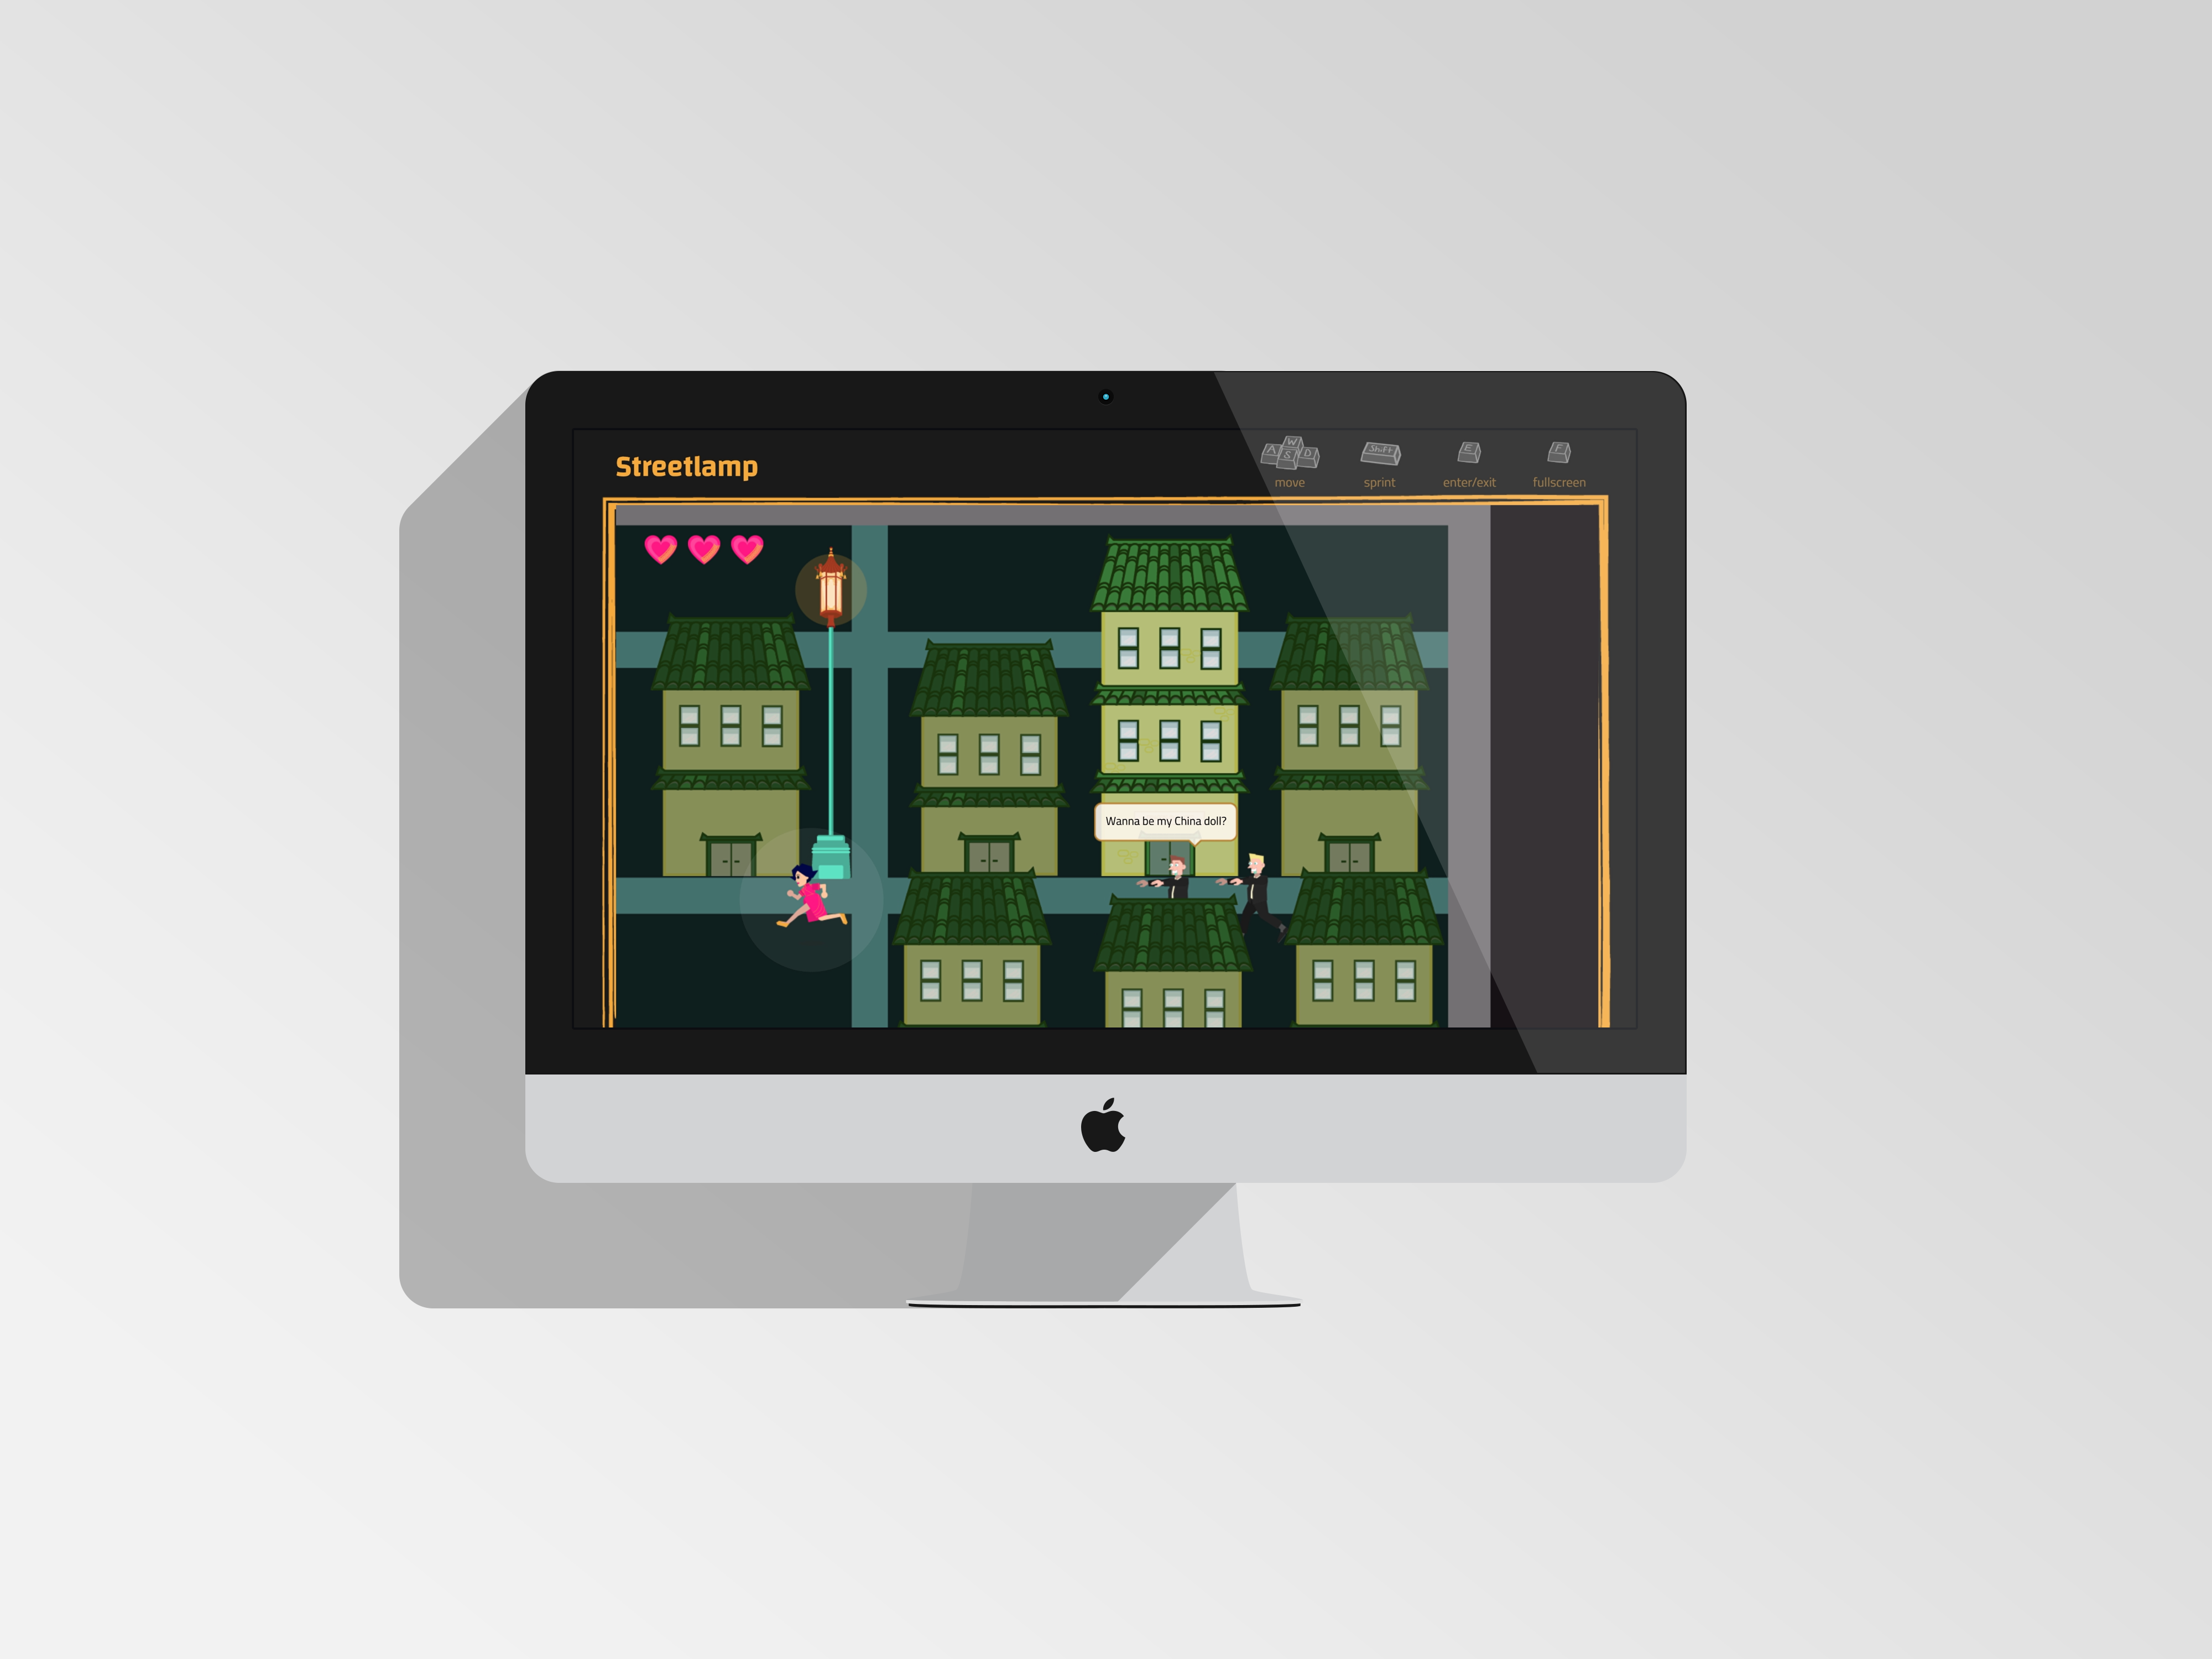 Streetlamp
W
A S D
Shift
E
F
move
sprint
enter/exit
fullscreen
Wanna be my China doll?